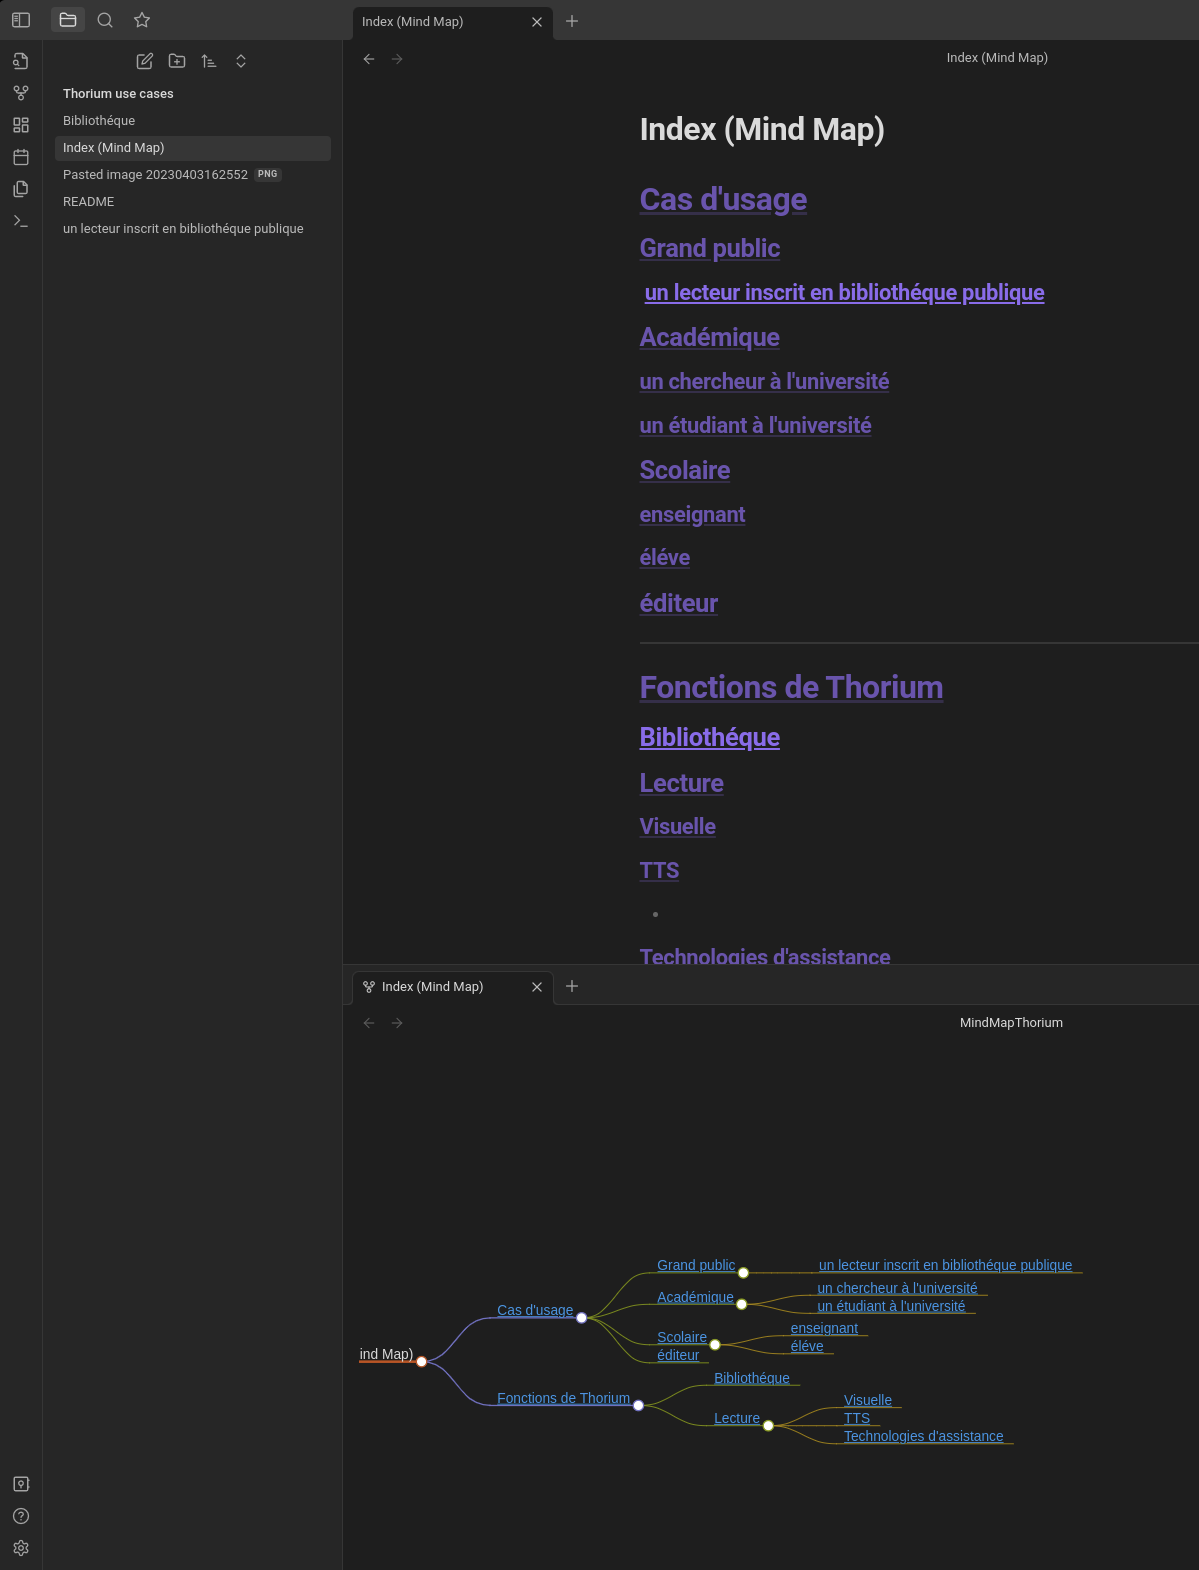 Index (Mind Map)
Thorium use cases
Bibliothéque
Index (Mind Map)
Pasted image 20230403162552 PNG
README
un lecteur inscrit en bibliothéque publique
Index (Mind Map)
Index (Mind Map)
Cas d'usage
Grand public
un lecteur inscrit en bibliothéque publique
Académique
un chercheur à l'université
un étudiant à l'université
Scolaire
enseignant
éléve
éditeur
Fonctions de Thorium
Bibliothéque
Lecture
Visuelle
TTS
Technologies d'assistance
Index (Mind Map)
MindMapThorium
ind Map)
Cas d'usage
Grand public
un lecteur inscrit en bibliothéque publique
Académique
un chercheur à l'université
un étudiant à l'université
Scolaire
enseignant
éléve
éditeur
Fonctions de Thorium
Bibliothéque
Lecture
Visuelle
TTS
Technologies d'assistance